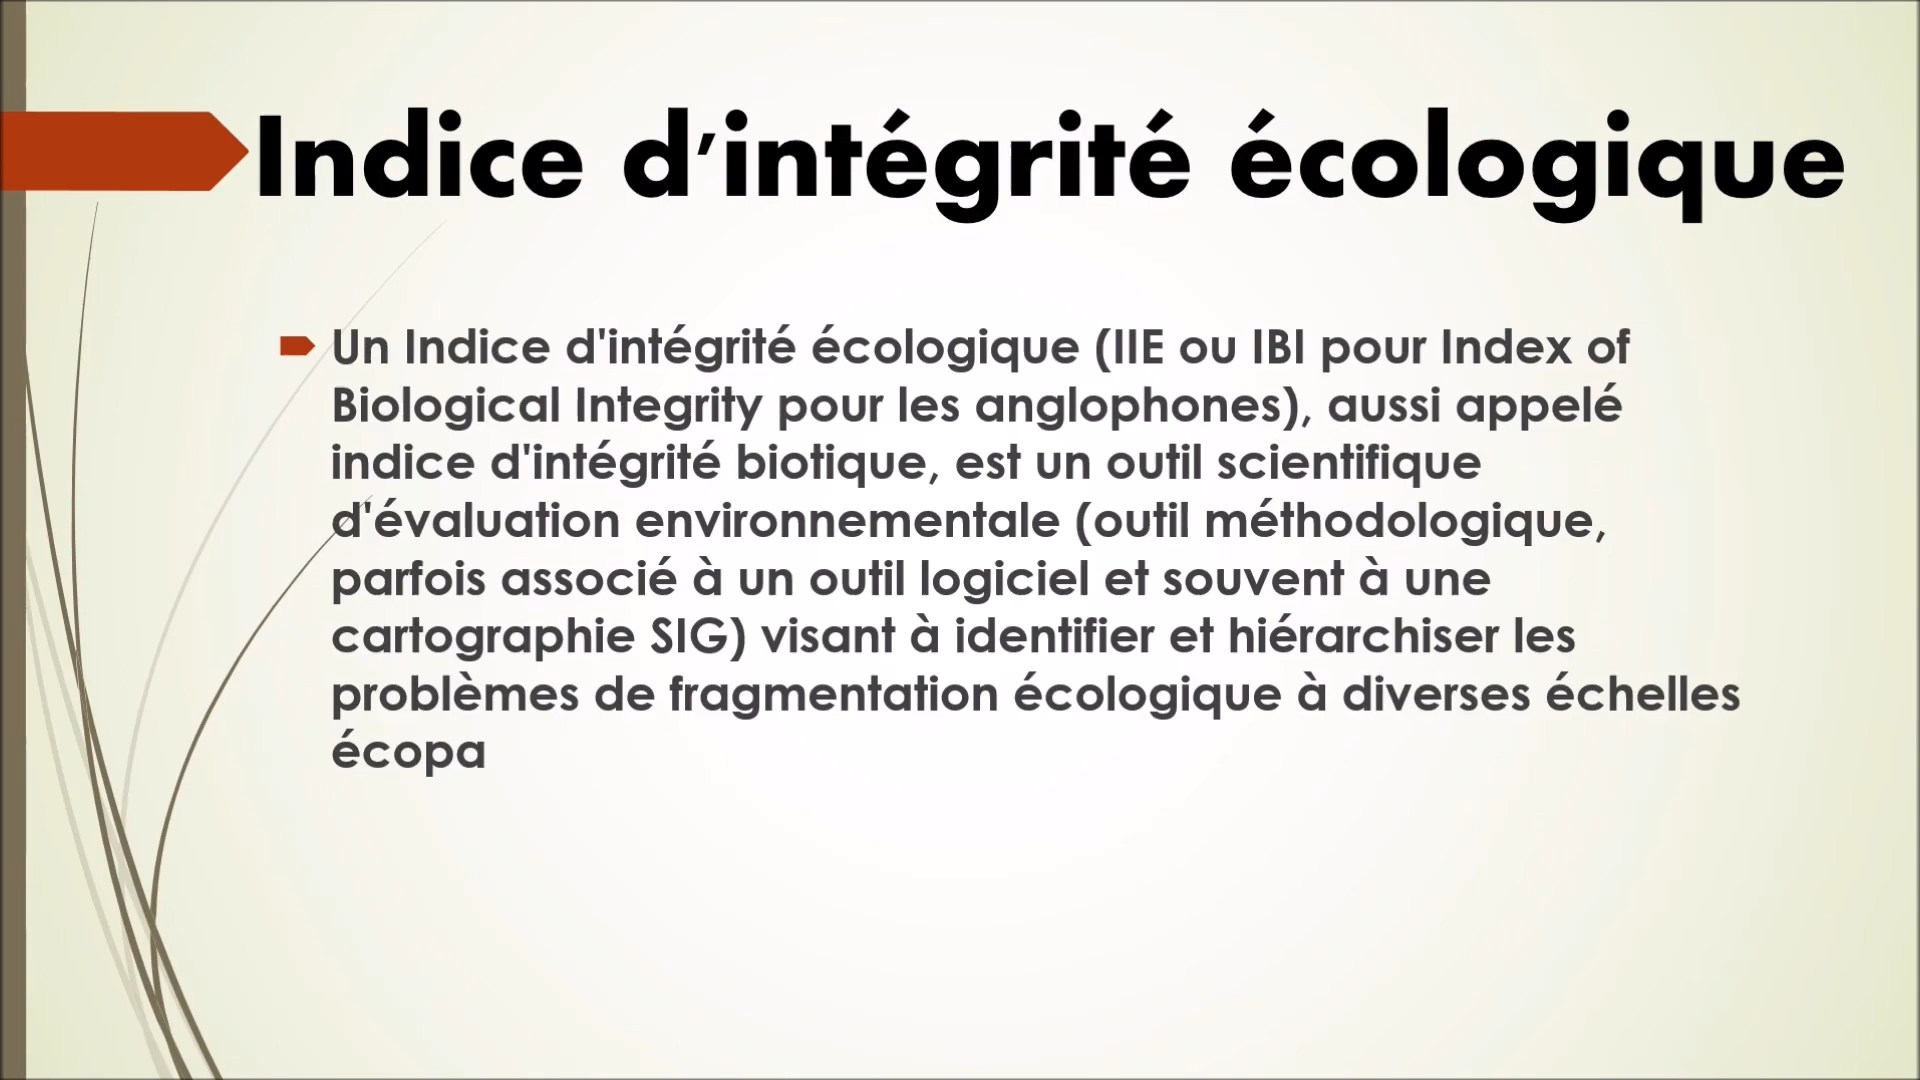 Indice d'intégrité écologique
Un Indice d'intégrité écologique (IIE ou IBI pour Index of
Biological Integrity pour les anglophones), aussi appelé
indice d'intégrité biotique, est un outil scientifique
d'évaluation environnementale (outil méthodologique,
parfois associé à un outil logiciel et souvent à une
cartographie SIG) visant à identifier et hiérarchiser les
problèmes de fragmentation écologique à diverses échelles
écopa